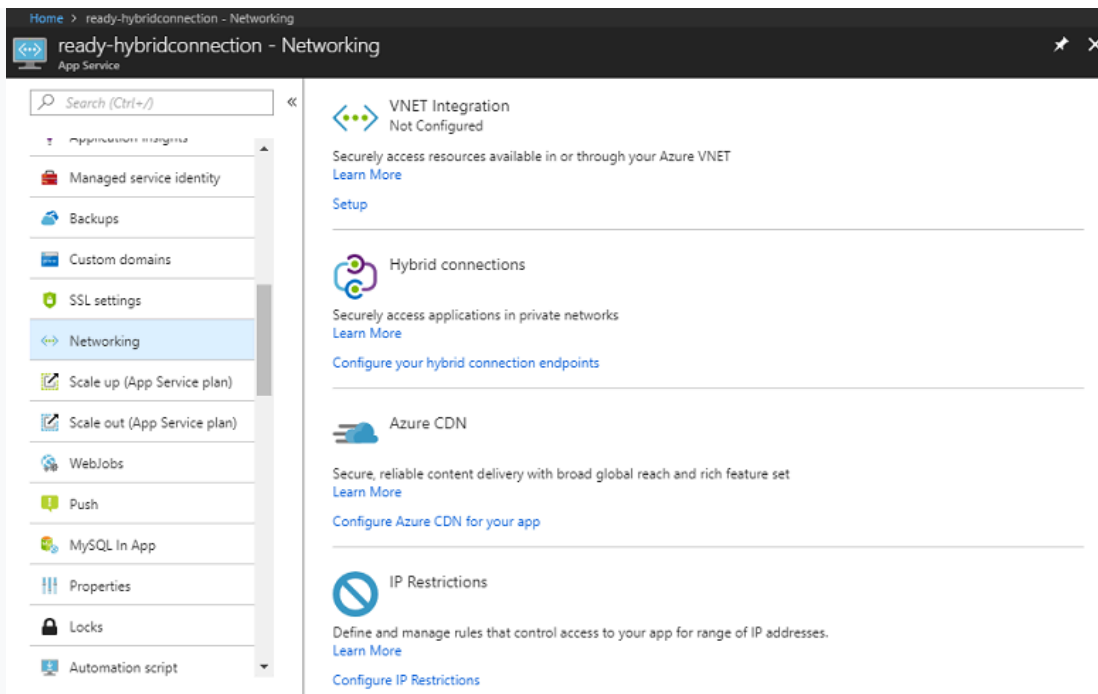 Home > ready-hybridconnection - Networking
ready-hybridconnection - Networking
App Service
Search (Ctrl+/)
Application Insights
Managed service identity
Backups
Custom domains
SSL settings
Networking
Scale up (App Service plan)
Scale out (App Service plan)
WebJobs
Push
MySQL In App
Properties
Locks
Automation script
VNET Integration
Not Configured
Securely access resources available in or through your Azure VNET
Learn More
Setup
Hybrid connections
Securely access applications in private networks
Learn More
Configure your hybrid connection endpoints
Azure CDN
Secure, reliable content delivery with broad global reach and rich feature set
Learn More
Configure Azure CDN for your app
IP Restrictions
Define and manage rules that control access to your app for range of IP addresses.
Learn More
Configure IP Restrictions